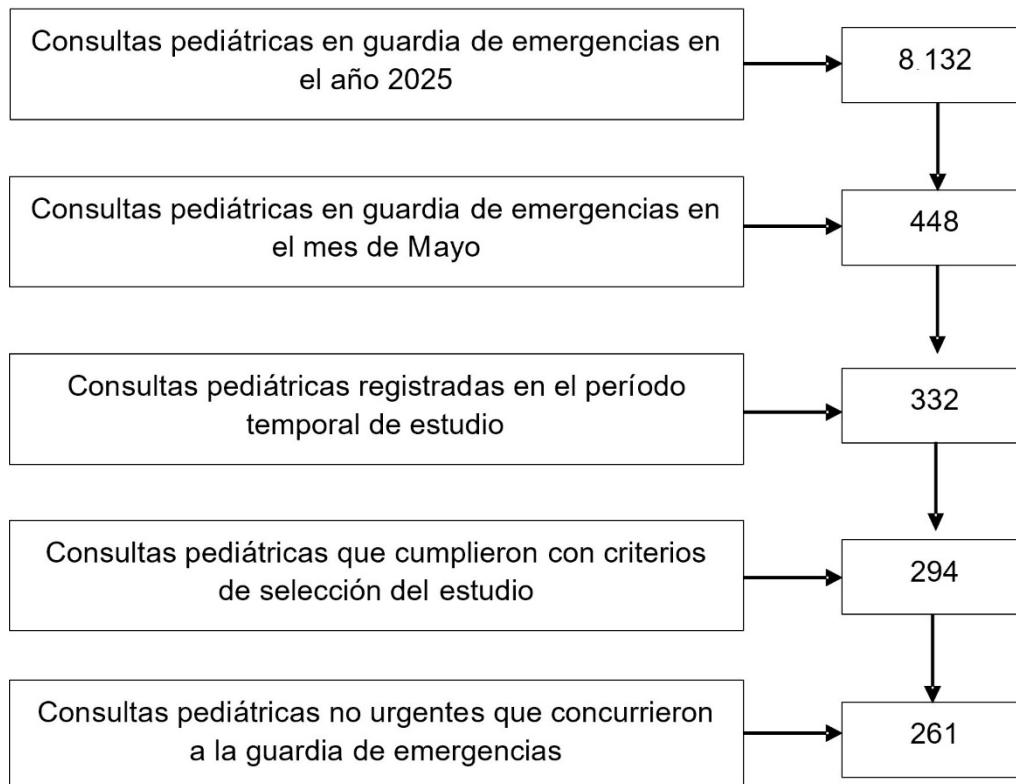 Consultas pediátricas en guardia de emergencias en
el año 2025
8.132
Consultas pediátricas en guardia de emergencias en
el mes de Mayo
448
Consultas pediátricas registradas en el período
temporal de estudio
332
Consultas pediátricas que cumplieron con criterios
de selección del estudio
294
Consultas pediátricas no urgentes que concurrieron
a la guardia de emergencias
261